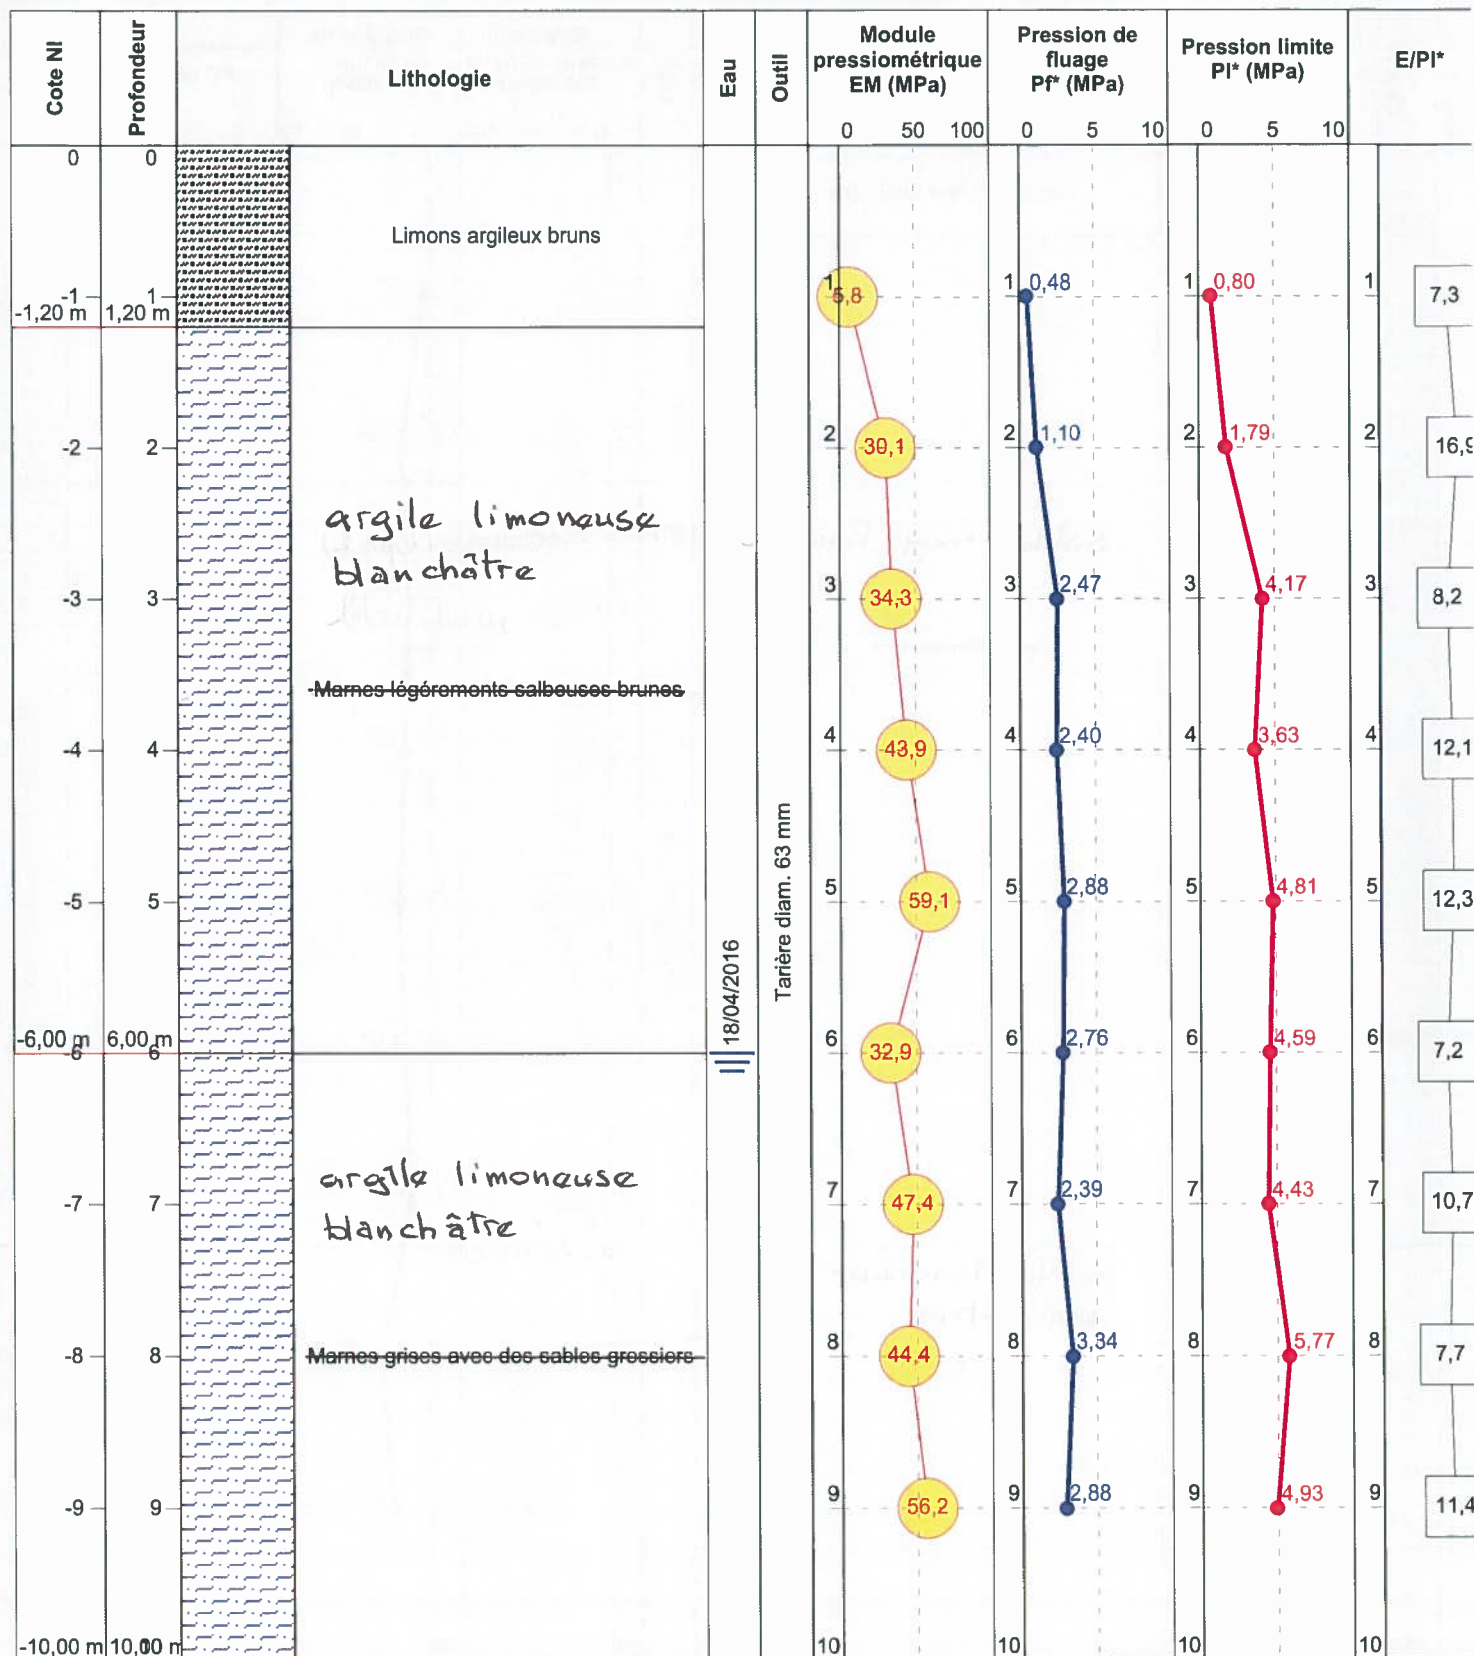 Cote NI
Profondeur
Lithologie
Eau
Outil
Module
pressiométrique
EM (MPa)
0 50 100
Pression de
fluage
Pf* (MPa)
0 5 10
Pression limite
Pl* (MPa)
0 5 10
E/Pl*
0 0
Limons argileux bruns
-1 1 1 5,8 1 0,48 1 0,80 1 7,3
-1,20 m 1,20 m
-2 2 2 30,1 2 1,10 2 1,79 2 16,9
argile limoneuse
blanchâtre
-3 3 3 34,3 3 2,47 3 4,17 3 8,2
Marnes légérements salbeuses brunes
-4 4 4 43,9 4 2,40 4 3,63 4 12,1
-5 5 5 59,1 5 2,88 5 4,81 5 12,3
Tarière diam. 63 mm
18/04/2016
-6,00 m 6,00 m
-6 6 6 32,9 6 2,76 6 4,59 6 7,2
argile limoneuse
blanchâtre
-7 7 7 47,4 7 2,39 7 4,43 7 10,7
Marnes grises avec des sables grossiers
-8 8 8 44,4 8 3,34 8 5,77 8 7,7
-9 9 9 56,2 9 2,88 9 4,93 9 11,4
-10,00 m 10,00 m 10 10 10 10